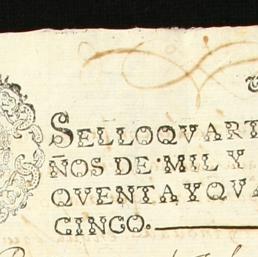 SELLOQVART
ÑOS DE·MIL Y
QVENTAYQVA
CINCO.